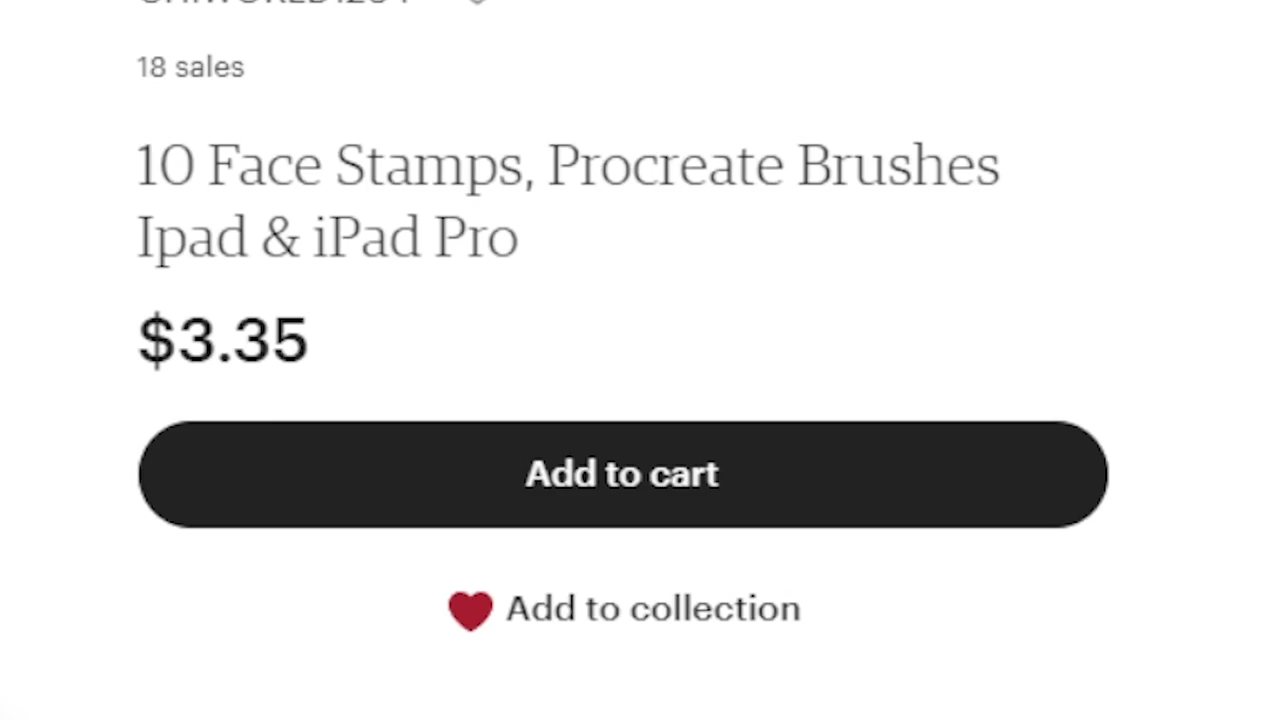 18 sales
10 Face Stamps, Procreate Brushes
Ipad & iPad Pro
$3.35
Add to cart
Add to collection